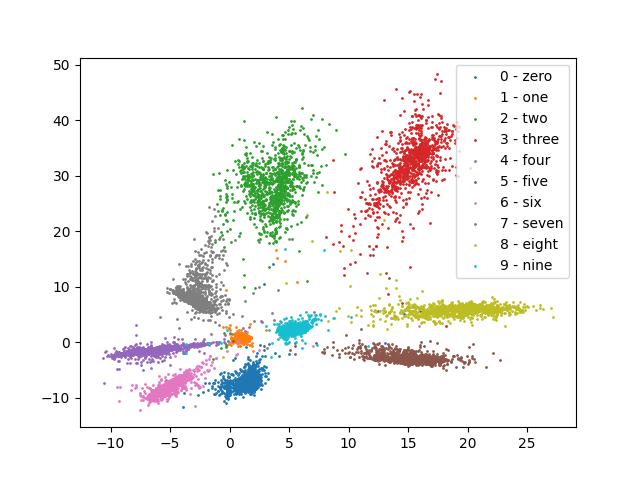 50
40
30
20
10
0
−10
−10
−5
0
5
10
15
20
25
0 - zero
1 - one
2 - two
3 - three
4 - four
5 - five
6 - six
7 - seven
8 - eight
9 - nine